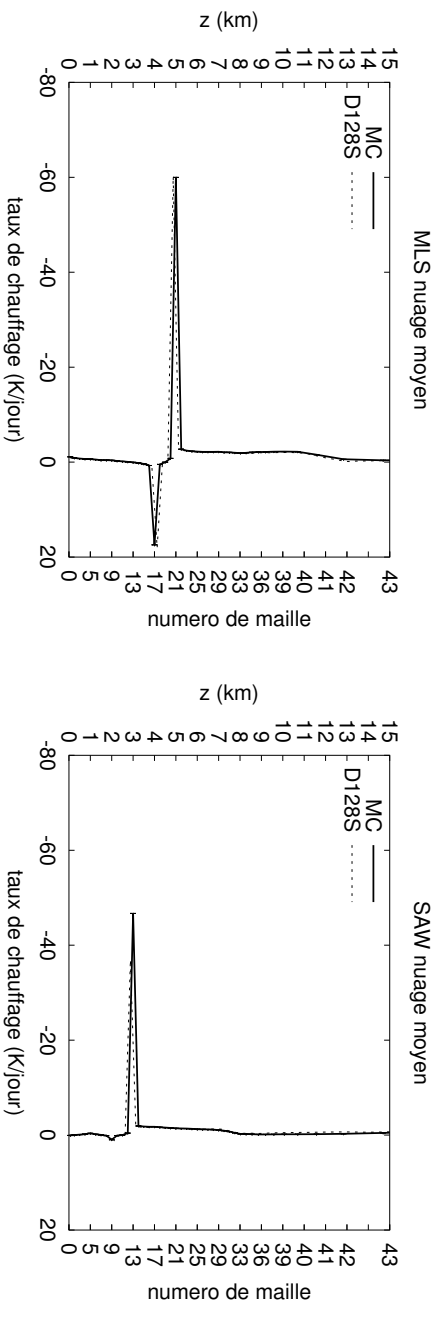 MLS nuage moyen
MC
D128S
z (km)
0 1 2 3 4 5 6 7 8 9 10 11 12 13 14 15
-80 -60 -40 -20 0 20
taux de chauffage (K/jour)
0 5 9 13 17 21 25 29 33 36 39 40 41 42 43
numero de maille
SAW nuage moyen
MC
D128S
z (km)
0 1 2 3 4 5 6 7 8 9 10 11 12 13 14 15
-80 -60 -40 -20 0 20
taux de chauffage (K/jour)
0 5 9 13 17 21 25 29 33 36 39 40 41 42 43
numero de maille